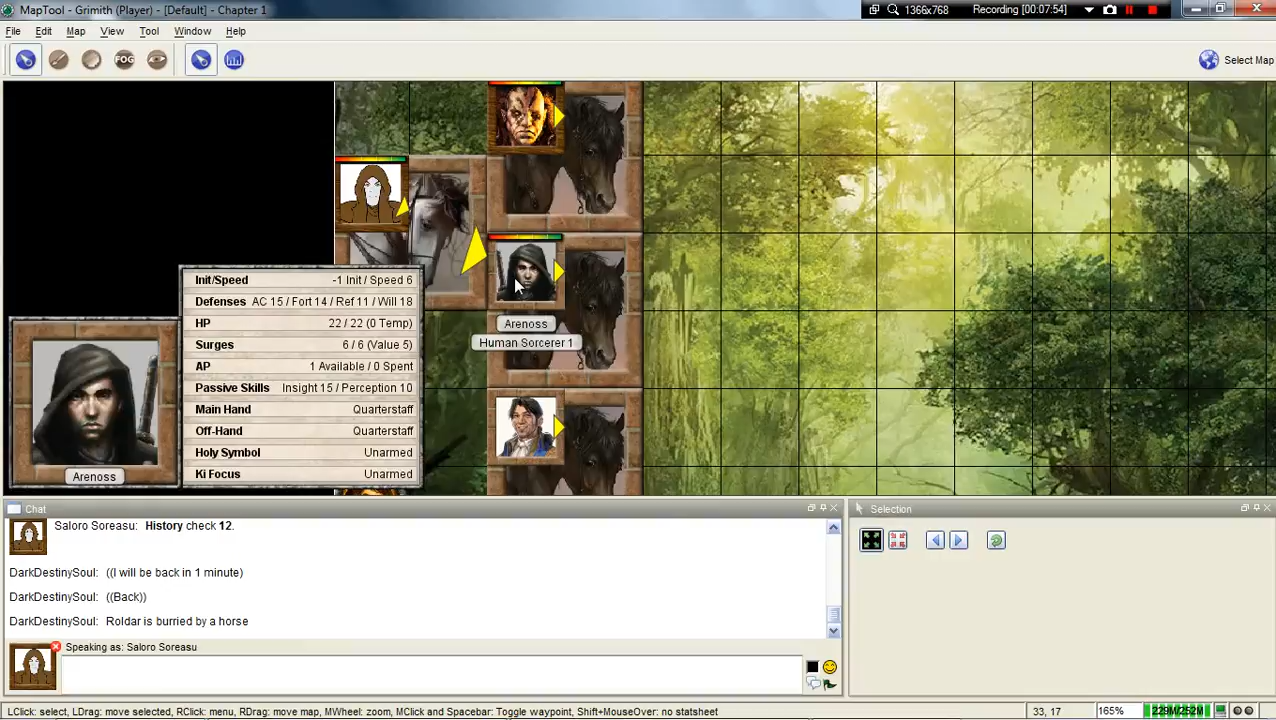 MapTool - Grimith (Player) - [Default] - Chapter 1
1366x768
Recording [00:07:54]
File Edit Map View Tool Window Help
FOG
Select Map
Init/Speed -1 Init / Speed 6
Defenses AC 15 / Fort 14 / Ref 11 / Will 18
HP 22 / 22 (0 Temp)
Surges 6 / 6 (Value 5)
AP 1 Available / 0 Spent
Passive Skills Insight 15 / Perception 10
Main Hand Quarterstaff
Off-Hand Quarterstaff
Holy Symbol Unarmed
Ki Focus Unarmed
Arenoss
Arenoss
Human Sorcerer 1
Chat
Selection
Saloro Soreasu: History check 12.
DarkDestinySoul: ((I will be back in 1 minute)
DarkDestinySoul: ((Back))
DarkDestinySoul: Roldar is burried by a horse
Speaking as: Saloro Soreasu
LClick: select, LDrag: move selected, RClick: menu, RDrag: move map, MWheel: zoom, MClick and Spacebar: Toggle waypoint, Shift+MouseOver: no statsheet
33, 17
165%
229M/252M